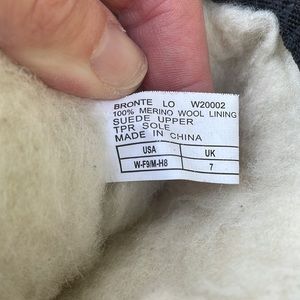 BRONTE LO W20002
100% MERINO WOOL LINING
SUEDE UPPER
TPR SOLE
MADE IN CHINA
USA UK
W-F9/M-H8 7